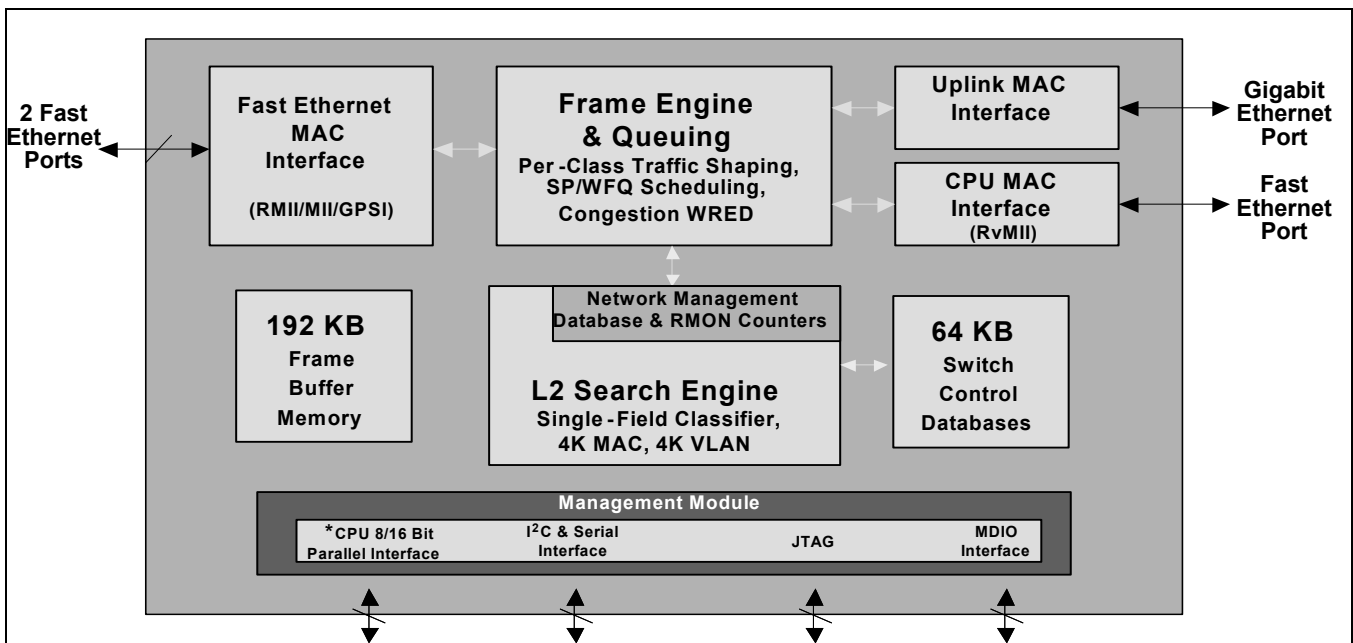 2 Fast
Ethernet
Ports
Fast Ethernet
MAC
Interface
(RMII/MII/GPSI)
Frame Engine
& Queuing
Per-Class Traffic Shaping,
SP/WFQ Scheduling,
Congestion WRED
Uplink MAC
Interface
Gigabit
Ethernet
Port
CPU MAC
Interface
(RvMII)
Fast
Ethernet
Port
192 KB
Frame
Buffer
Memory
Network Management
Database & RMON Counters
L2 Search Engine
Single-Field Classifier,
4K MAC, 4K VLAN
64 KB
Switch
Control
Databases
Management Module
*CPU 8/16 Bit
Parallel Interface
I²C & Serial
Interface
JTAG
MDIO
Interface